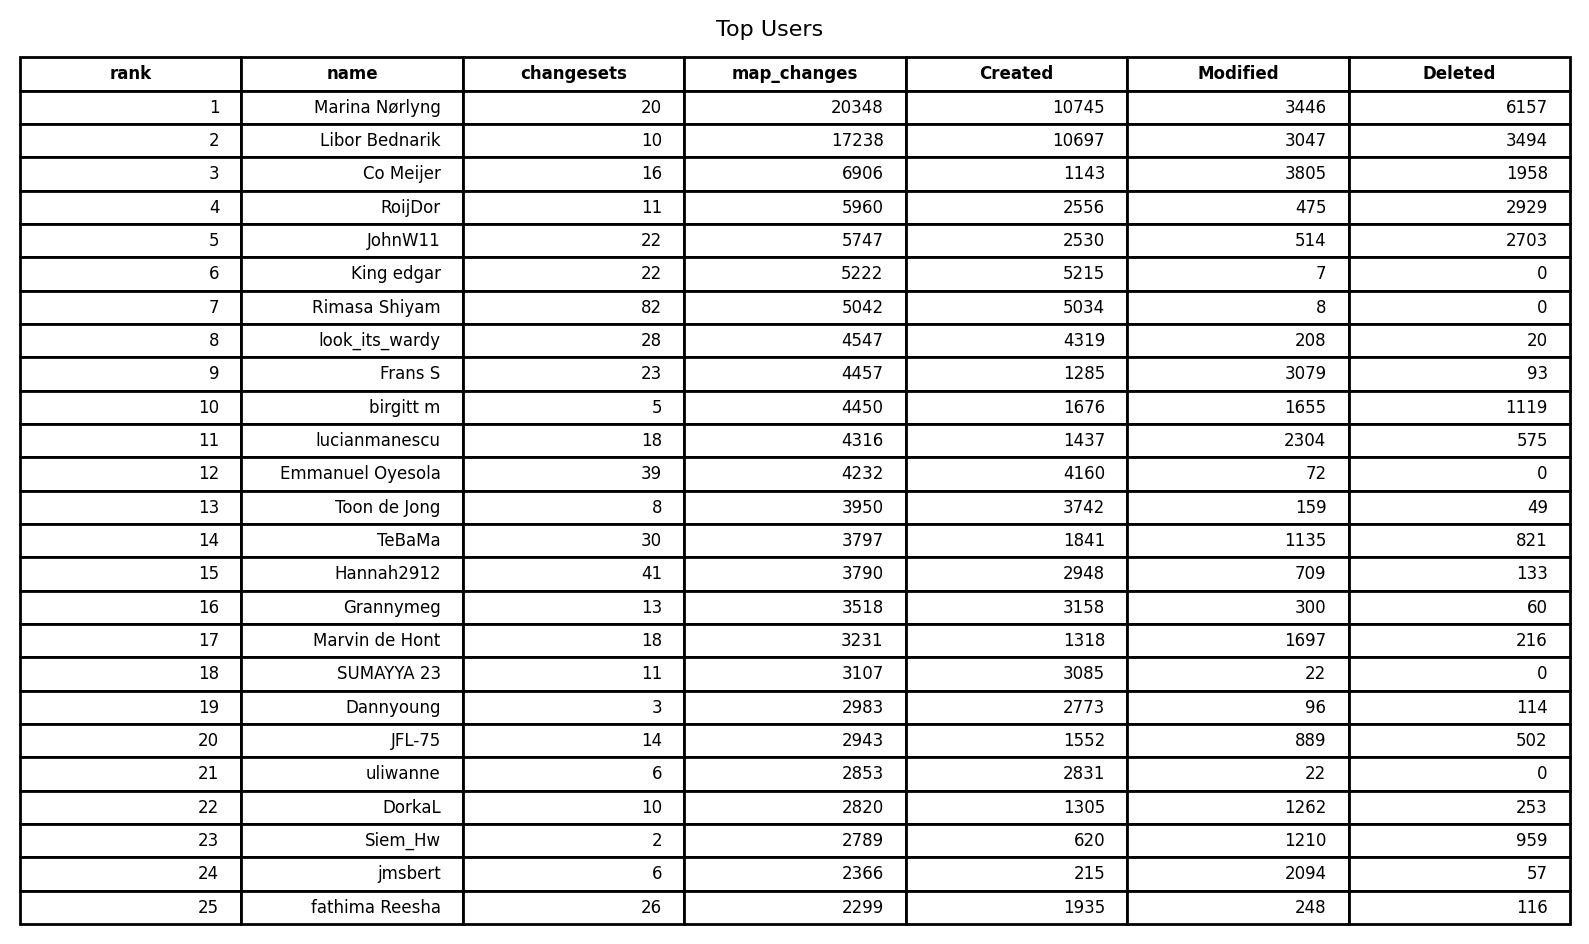 Top Users
rank name changesets map_changes Created Modified Deleted
1 Marina Nørlyng 20 20348 10745 3446 6157
2 Libor Bednarik 10 17238 10697 3047 3494
3 Co Meijer 16 6906 1143 3805 1958
4 RoijDor 11 5960 2556 475 2929
5 JohnW11 22 5747 2530 514 2703
6 King edgar 22 5222 5215 7 0
7 Rimasa Shiyam 82 5042 5034 8 0
8 look_its_wardy 28 4547 4319 208 20
9 Frans S 23 4457 1285 3079 93
10 birgitt m 5 4450 1676 1655 1119
11 lucianmanescu 18 4316 1437 2304 575
12 Emmanuel Oyesola 39 4232 4160 72 0
13 Toon de Jong 8 3950 3742 159 49
14 TeBaMa 30 3797 1841 1135 821
15 Hannah2912 41 3790 2948 709 133
16 Grannymeg 13 3518 3158 300 60
17 Marvin de Hont 18 3231 1318 1697 216
18 SUMAYYA 23 11 3107 3085 22 0
19 Dannyoung 3 2983 2773 96 114
20 JFL-75 14 2943 1552 889 502
21 uliwanne 6 2853 2831 22 0
22 DorkaL 10 2820 1305 1262 253
23 Siem_Hw 2 2789 620 1210 959
24 jmsbert 6 2366 215 2094 57
25 fathima Reesha 26 2299 1935 248 116